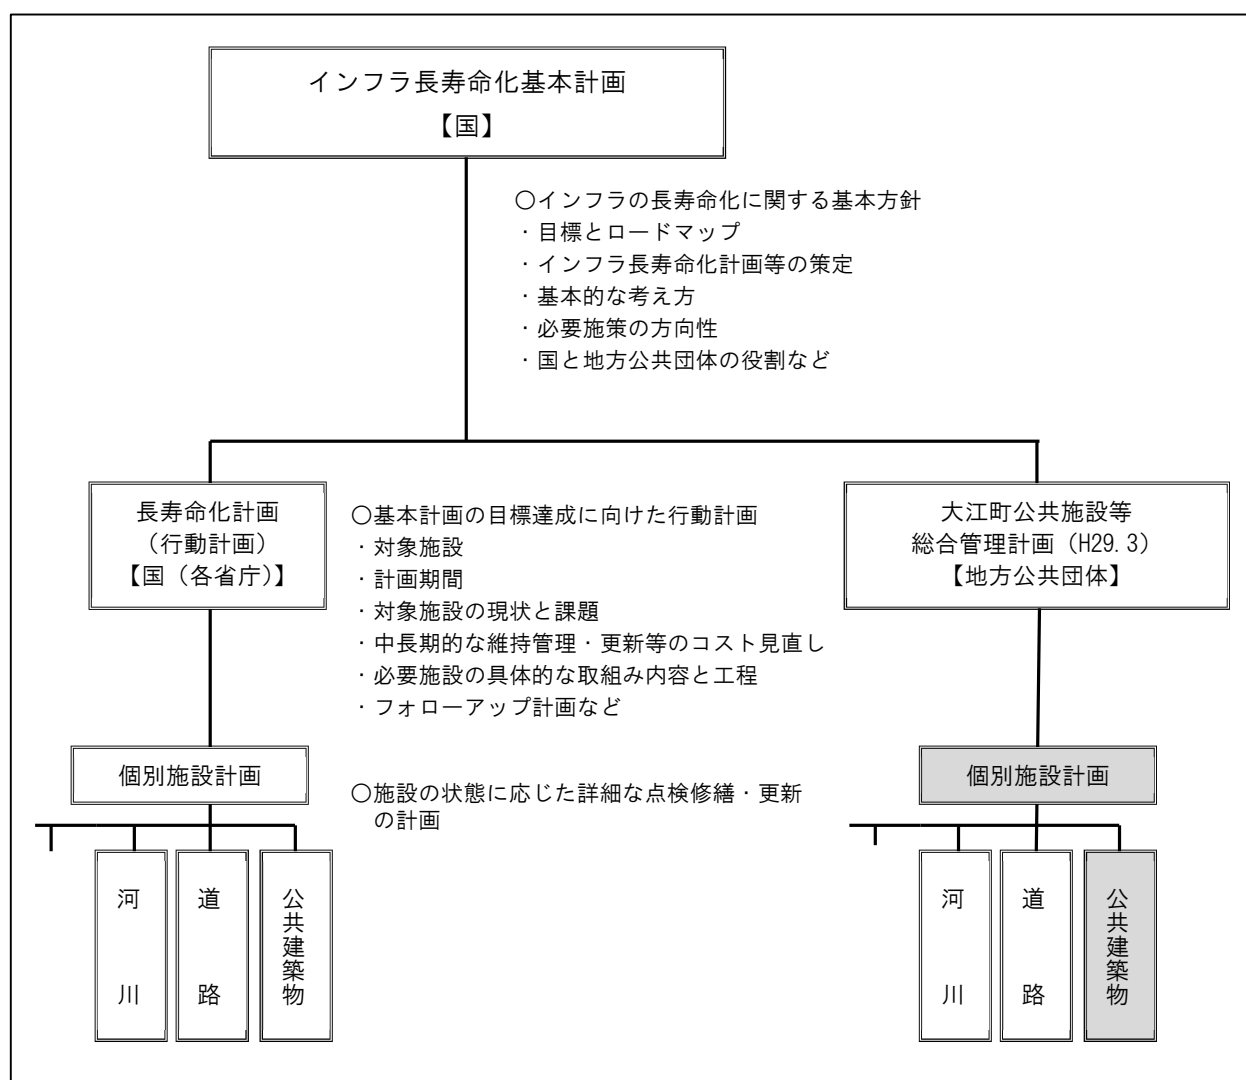 インフラ長寿命化基本計画
【国】
〇インフラの長寿命化に関する基本方針
・目標とロードマップ
・インフラ長寿命化計画等の策定
・基本的な考え方
・必要施策の方向性
・国と地方公共団体の役割など
長寿命化計画
（行動計画）
【国（各省庁）】
〇基本計画の目標達成に向けた行動計画
・対象施設
・計画期間
・対象施設の現状と課題
・中長期的な維持管理・更新等のコスト見直し
・必要施設の具体的な取組み内容と工程
・フォローアップ計画など
大江町公共施設等
総合管理計画（H29.3）
【地方公共団体】
個別施設計画
〇施設の状態に応じた詳細な点検修繕・更新
の計画
個別施設計画
河川
道路
公共建築物
河川
道路
公共建築物